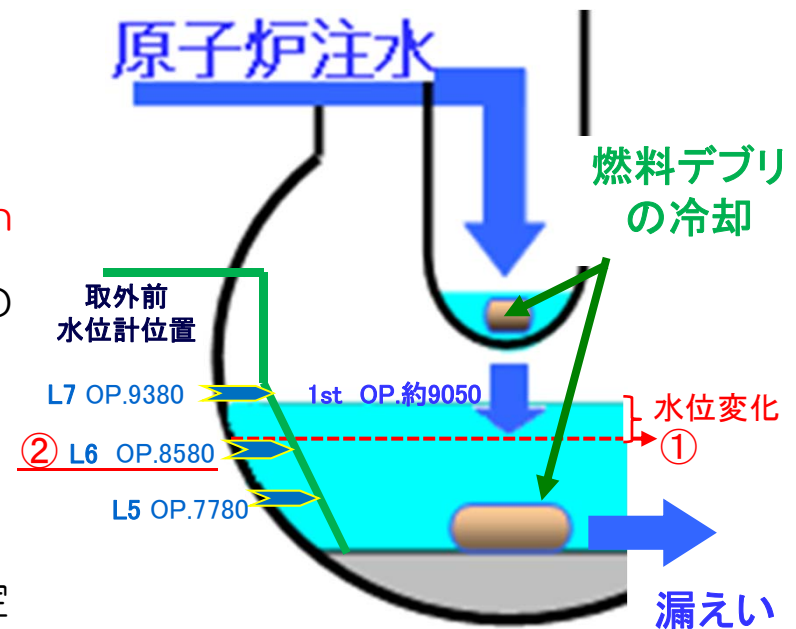 原子炉注水
燃料デブリ
の冷却
取外前
水位計位置
L7 OP.9380
1st OP.約9050
水位変化
①
② L6 OP.8580
L5 OP.7780
漏えい